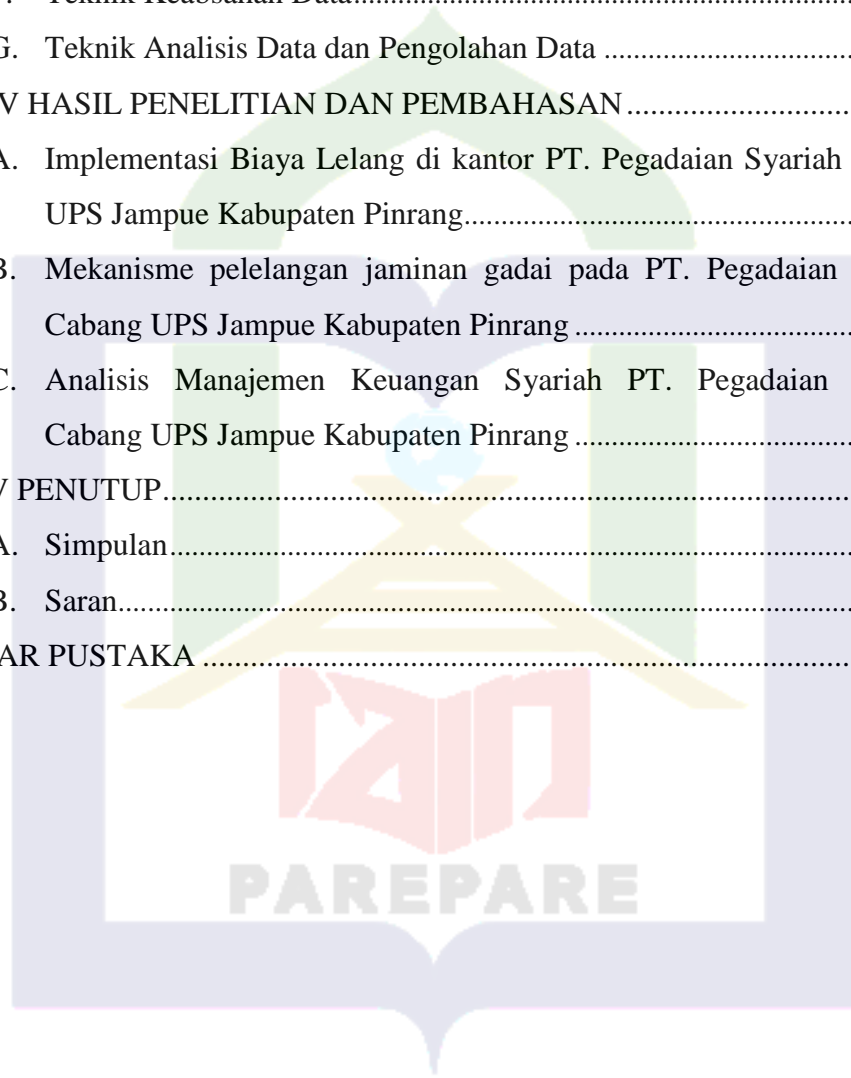 Teknik Keabsahan Data....................
G. Teknik Analisis Data dan Pengolahan Data ....................
V HASIL PENELITIAN DAN PEMBAHASAN....................
A. Implementasi Biaya Lelang di kantor PT. Pegadaian Syariah
UPS Jampue Kabupaten Pinrang....................
B. Mekanisme pelelangan jaminan gadai pada PT. Pegadaian
Cabang UPS Jampue Kabupaten Pinrang ....................
C. Analisis Manajemen Keuangan Syariah PT. Pegadaian
Cabang UPS Jampue Kabupaten Pinrang ....................
V PENUTUP....................
A. Simpulan....................
B. Saran....................
AR PUSTAKA ....................
PAREPARE